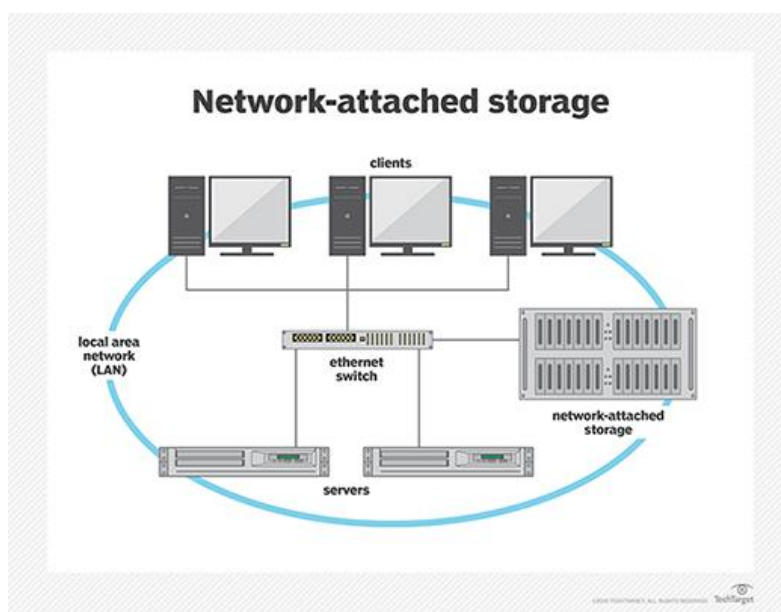 Network-attached storage
clients
local area
network
(LAN)
ethernet
switch
network-attached
storage
servers
TechTarget